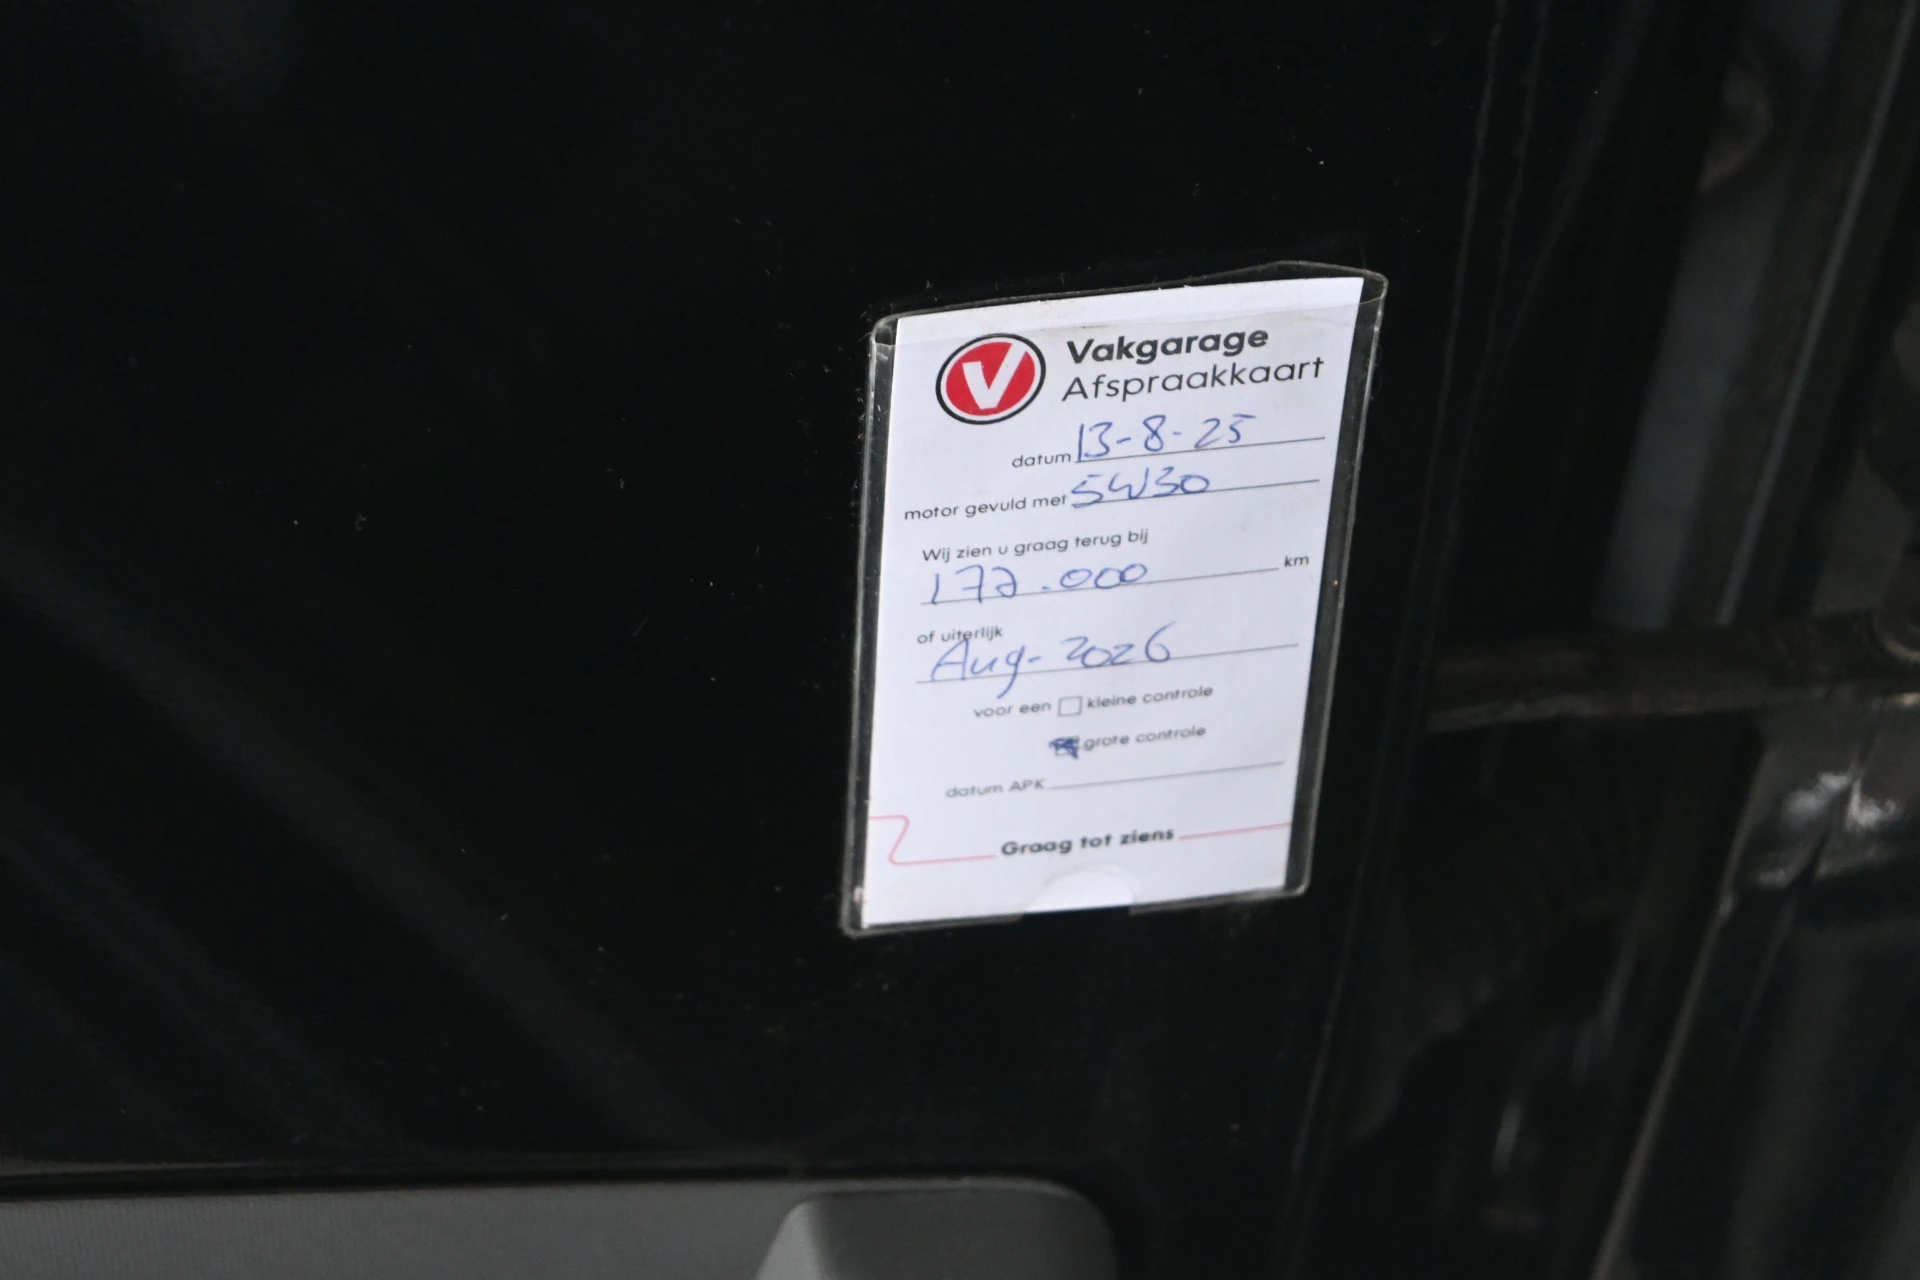 V
Vakgarage
Afspraakkaart
datum 13-8-25
motor gevuld met 5W30
Wij zien u graag terug bij
177.000 km
of uiterlijk
Aug-2026
voor een kleine controle
grote controle
datum APK
Graag tot ziens